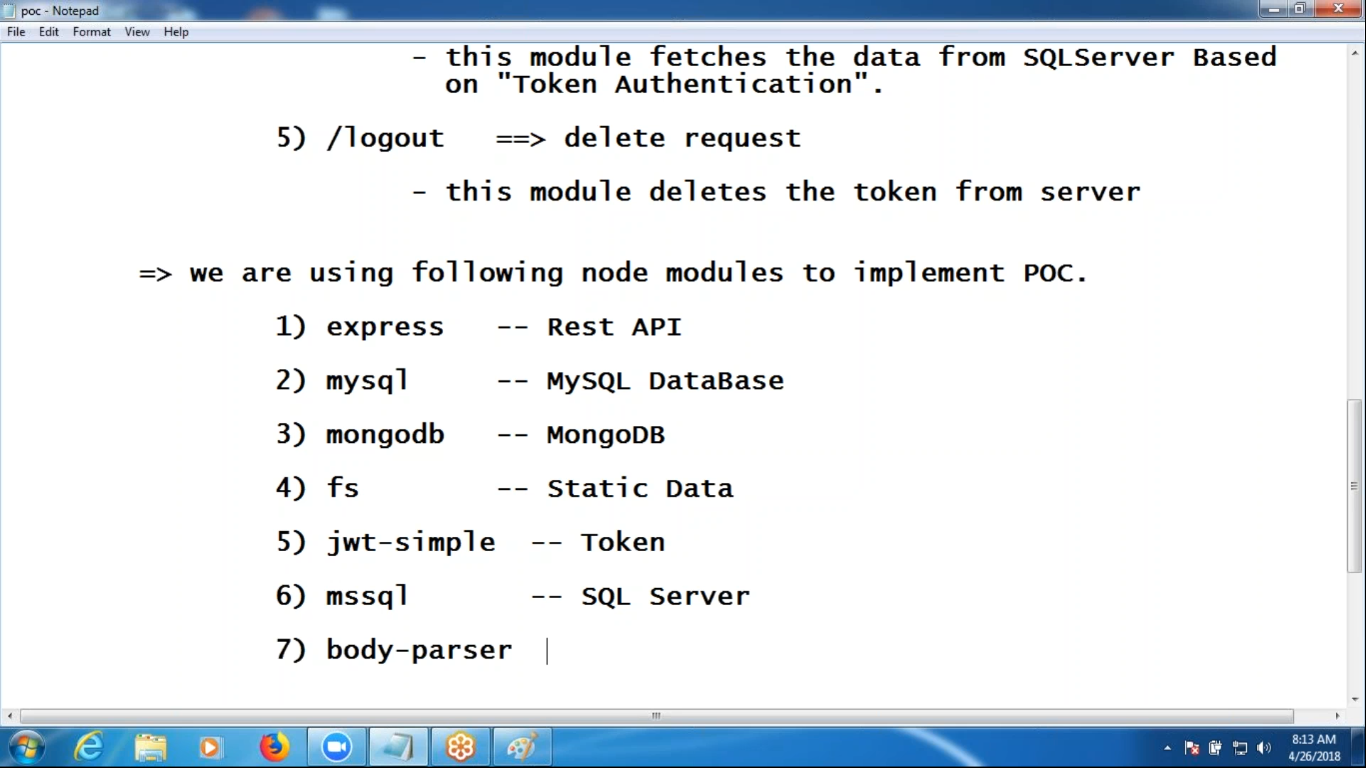 poc - Notepad
File Edit Format View Help
- this module fetches the data from SQLServer Based
on "Token Authentication".
5) /logout ==> delete request
- this module deletes the token from server
=> we are using following node modules to implement POC.
1) express -- Rest API
2) mysql -- MySQL DataBase
3) mongodb -- MongoDB
4) fs -- Static Data
5) jwt-simple -- Token
6) mssql -- SQL Server
7) body-parser
8:13 AM
4/26/2018